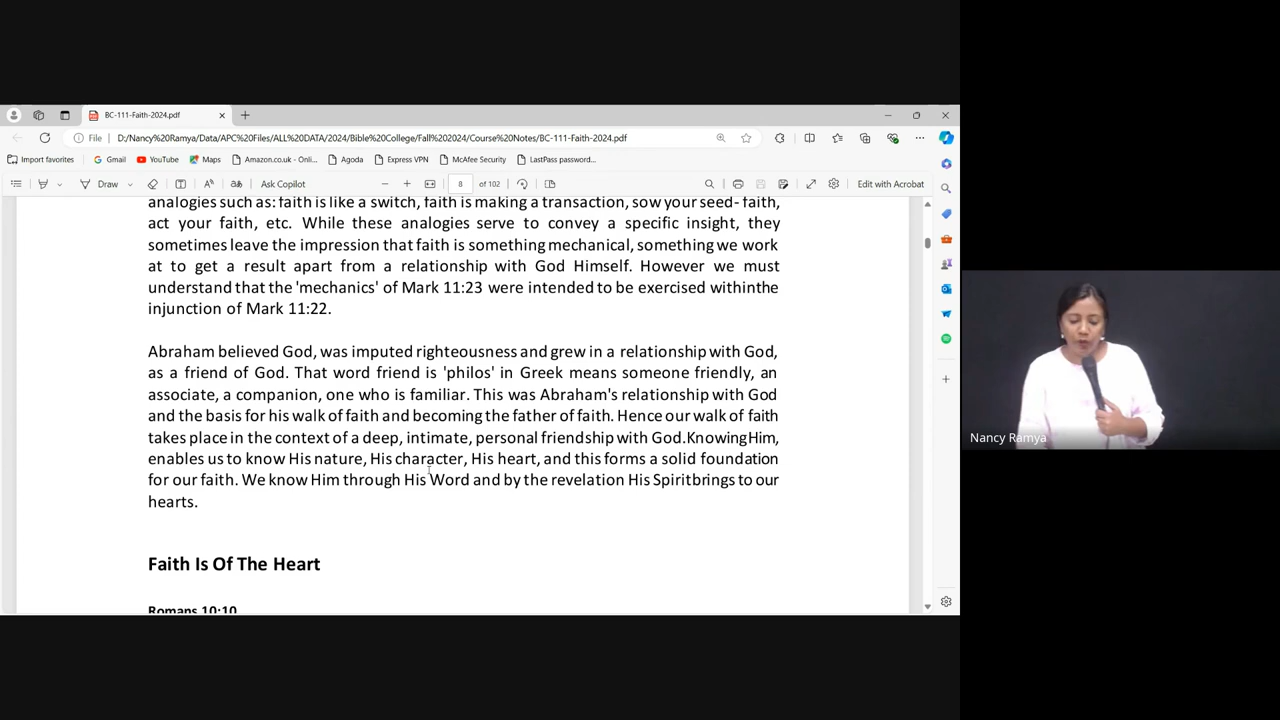 BC-111-Faith-2024.pdf
File D:/Nancy%20Ramya/Data/APC%20Files/ALL%20DATA/2024/Bible%20College/Fall%202024/Course%20Notes/BC-111-Faith-2024.pdf
Import favorites Gmail YouTube Maps Amazon.co.uk - Onli... Agoda Express VPN McAfee Security LastPass password...
Draw Ask Copilot 8 of 102 Edit with Acrobat
analogies such as: faith is like a switch, faith is making a transaction, sow your seed- faith,
act your faith, etc. While these analogies serve to convey a specific insight, they
sometimes leave the impression that faith is something mechanical, something we work
at to get a result apart from a relationship with God Himself. However we must
understand that the 'mechanics' of Mark 11:23 were intended to be exercised withinthe
injunction of Mark 11:22.
Abraham believed God, was imputed righteousness and grew in a relationship with God,
as a friend of God. That word friend is 'philos' in Greek means someone friendly, an
associate, a companion, one who is familiar. This was Abraham's relationship with God
and the basis for his walk of faith and becoming the father of faith. Hence our walk of faith
takes place in the context of a deep, intimate, personal friendship with God.KnowingHim,
enables us to know His nature, His character, His heart, and this forms a solid foundation
for our faith. We know Him through His Word and by the revelation His Spiritbrings to our
hearts.
Faith Is Of The Heart
Romans 10:10
Nancy Ramya